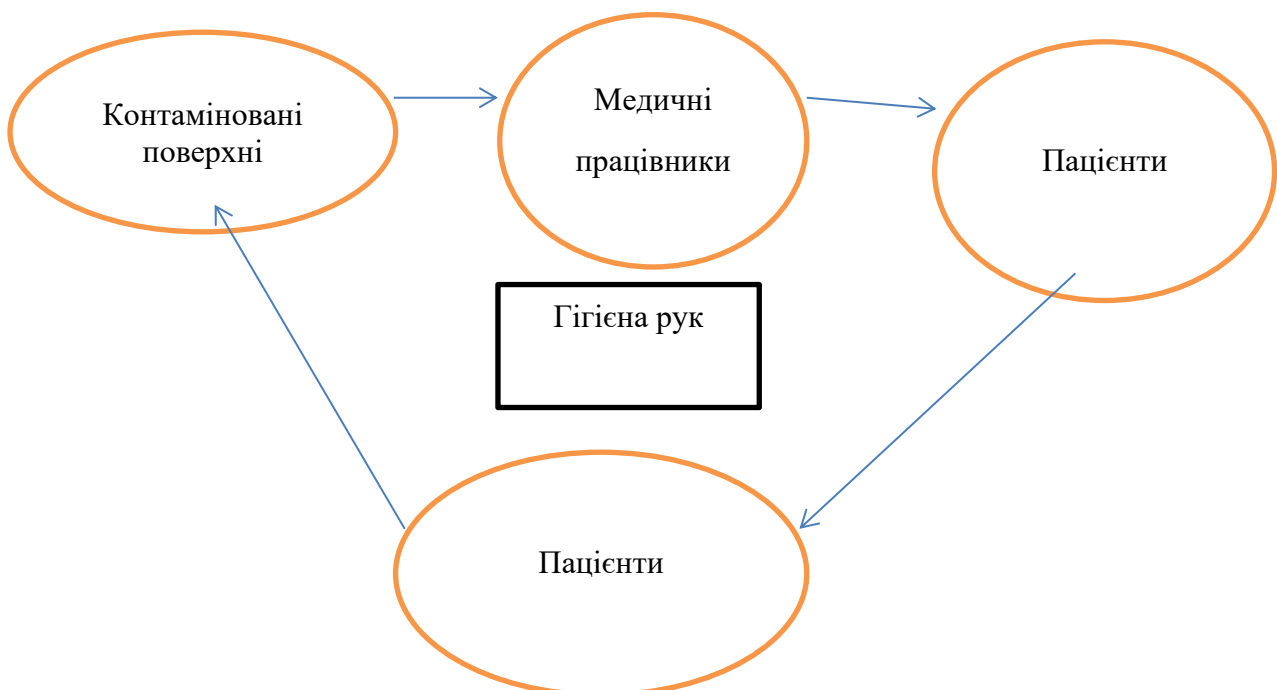 Контаміновані
поверхні
Медичні
працівники
Пацієнти
Гігієна рук
Пацієнти